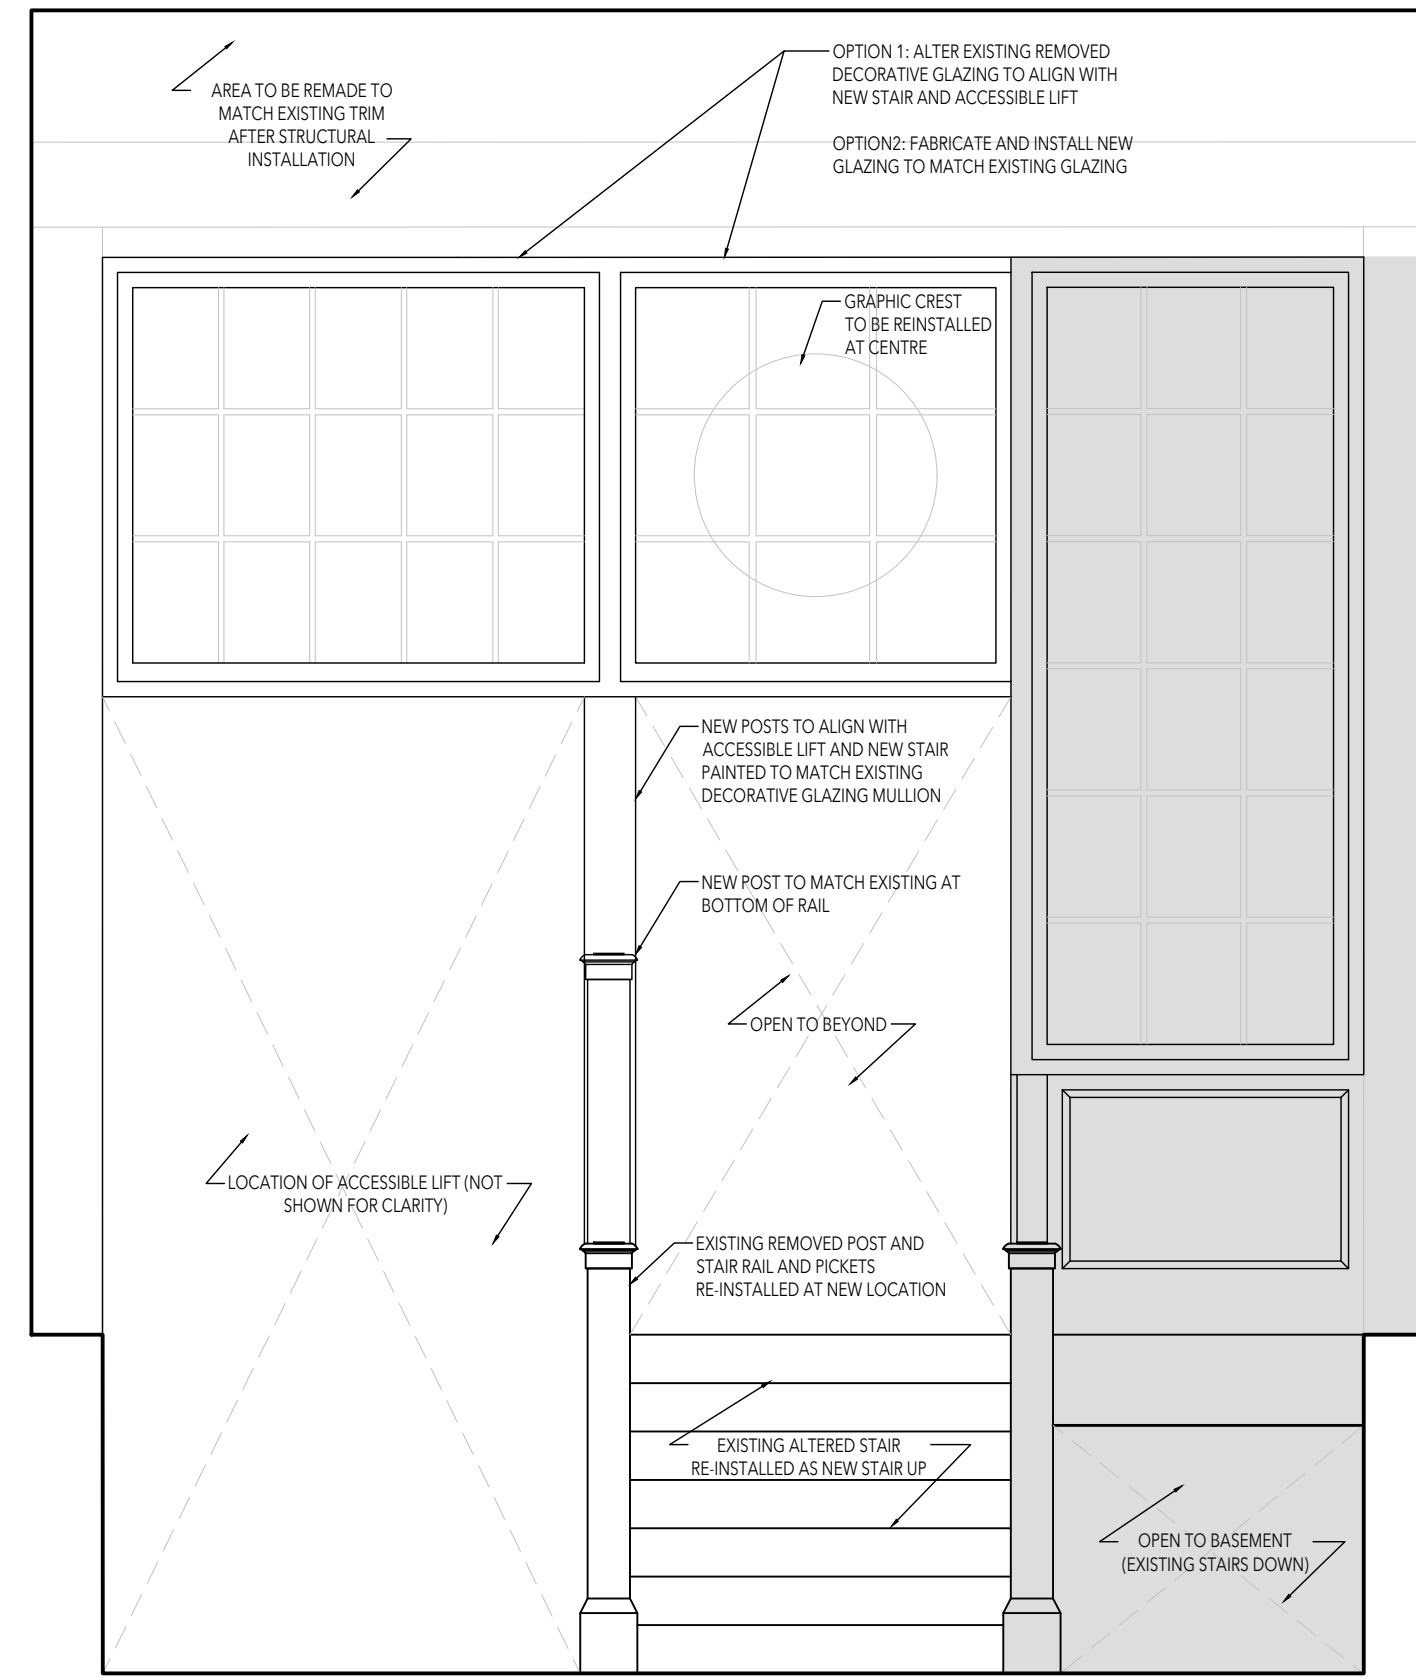 AREA TO BE REMADE TO
MATCH EXISTING TRIM
AFTER STRUCTURAL
INSTALLATION
OPTION 1: ALTER EXISTING REMOVED
DECORATIVE GLAZING TO ALIGN WITH
NEW STAIR AND ACCESSIBLE LIFT
OPTION2: FABRICATE AND INSTALL NEW
GLAZING TO MATCH EXISTING GLAZING
GRAPHIC CREST
TO BE REINSTALLED
AT CENTRE
NEW POSTS TO ALIGN WITH
ACCESSIBLE LIFT AND NEW STAIR
PAINTED TO MATCH EXISTING
DECORATIVE GLAZING MULLION
NEW POST TO MATCH EXISTING AT
BOTTOM OF RAIL
OPEN TO BEYOND
LOCATION OF ACCESSIBLE LIFT (NOT
SHOWN FOR CLARITY)
EXISTING REMOVED POST AND
STAIR RAIL AND PICKETS
RE-INSTALLED AT NEW LOCATION
EXISTING ALTERED STAIR
RE-INSTALLED AS NEW STAIR UP
OPEN TO BASEMENT
(EXISTING STAIRS DOWN)